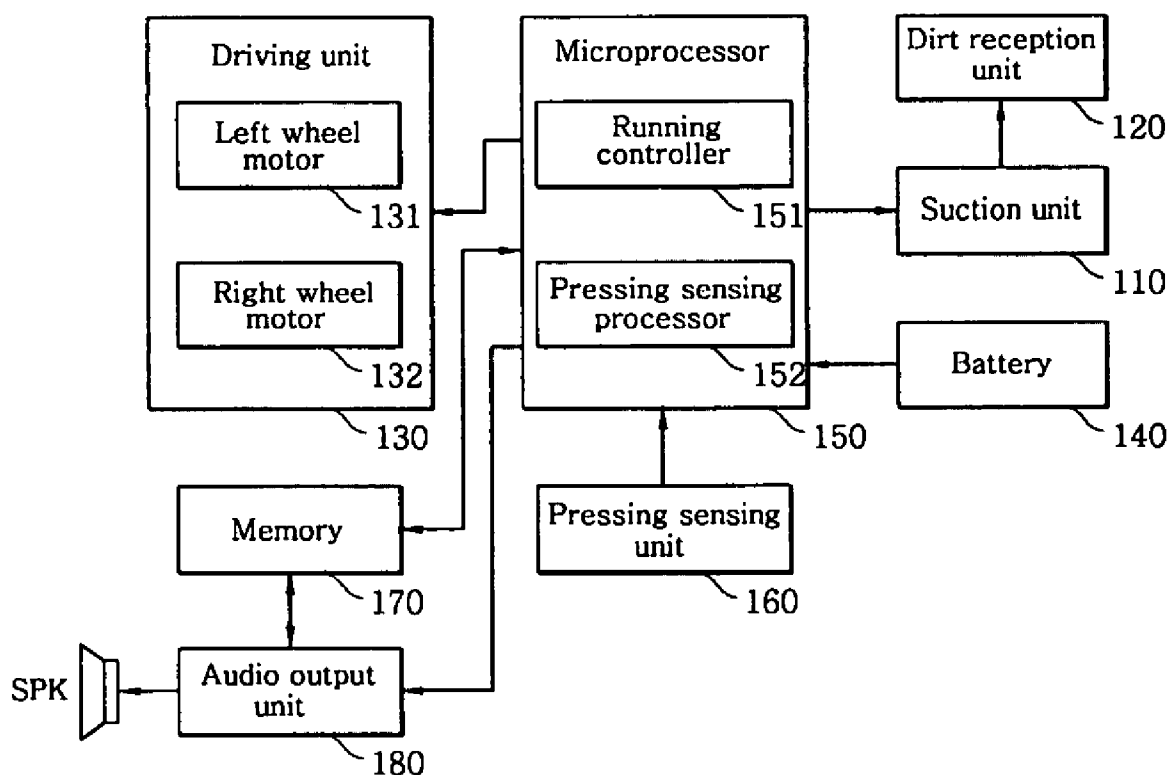 Driving unit
Left wheel
motor
131
Right wheel
motor
132
130
Microprocessor
Running
controller
151
Pressing sensing
processor
152
150
Dirt reception
unit
120
Suction unit
110
Battery
140
Pressing sensing
unit
160
Memory
170
SPK
Audio output
unit
180